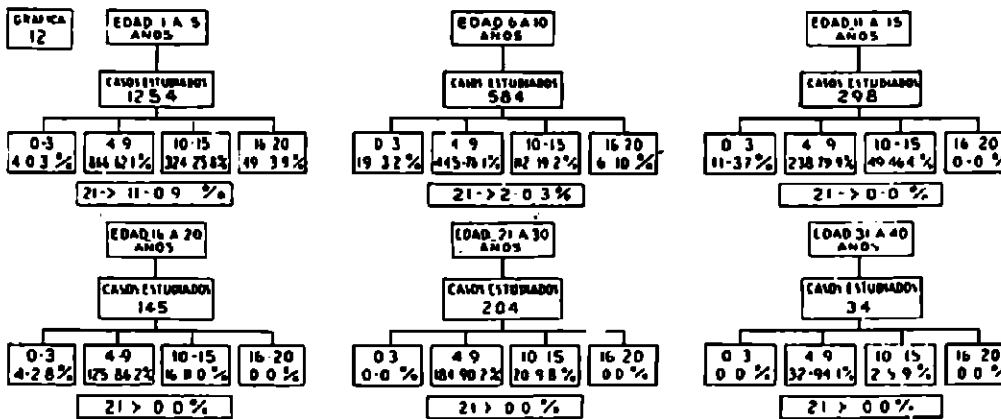 GRAFICA
12
EDAD 1 A 5
AÑOS
CASOS ESTUDIADOS
1254
0-3
4 0 3 %
4 9
866 62 1 %
10-15
324 25 8 %
16 20
49 3 9 %
21-> 11-0 9 %
EDAD 6 A 10
AÑOS
CASOS ESTUDIADOS
584
0 3
19 3 2 %
4 9
445-76 1 %
10-15
112 19 2 %
16 20
6 1 0 %
21-> 2-0 3 %
EDAD 11 A 15
AÑOS
CASOS ESTUDIADOS
298
0 3
11-3 7 %
4 9
238 79 9 %
10-15
49 16 4 %
16 20
0-0 %
21-> 0-0 %
EDAD 16 A 20
AÑOS
CASOS ESTUDIADOS
145
0-3
4-2 8 %
4-9
125 86 2 %
10-15
16 11 0 %
16-20
0 0 %
21 > 0 0 %
EDAD 21 A 30
AÑOS
CASOS ESTUDIADOS
204
0 3
0-0 %
4 9
184 90 2 %
10-15
20 9 8 %
16 20
0 0 %
21 > 0 0 %
EDAD 31 A 40
AÑOS
CASOS ESTUDIADOS
34
0 3
0 0 %
4 9
32-94 1 %
10 15
2 5 9 %
16 20
0 0 %
21 > 0 0 %